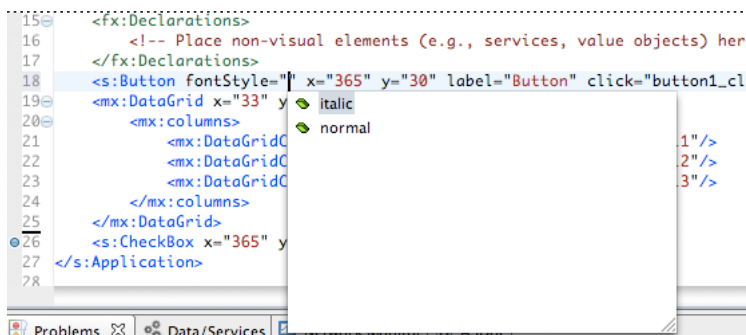 15 <fx:Declarations>
16 <!-- Place non-visual elements (e.g., services, value objects) her
17 </fx:Declarations>
18 <s:Button fontStyle="" x="365" y="30" label="Button" click="button1_cl
19 <mx:DataGrid x="33" y
italic
20 <mx:columns>
normal
21 <mx:DataGridC 1"/>
22 <mx:DataGridC 2"/>
23 <mx:DataGridC 3"/>
24 </mx:columns>
25 </mx:DataGrid>
26 <s:CheckBox x="365" y
27 </s:Application>
28
Problems Data/Services